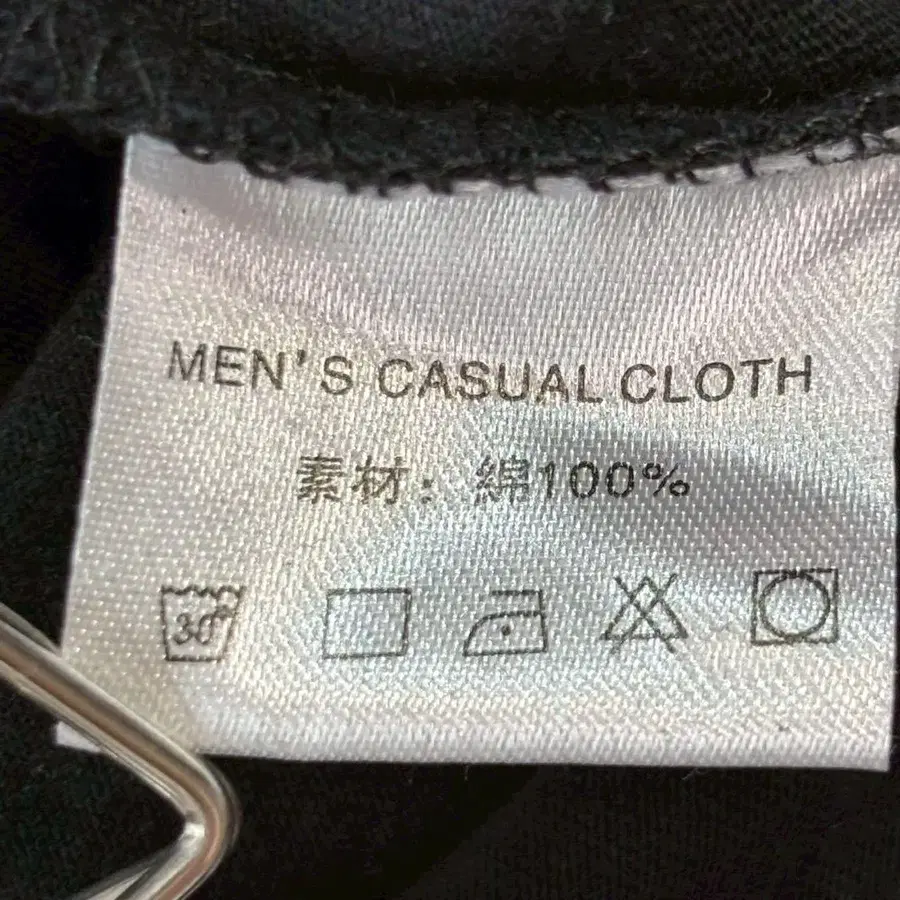 MEN'S CASUAL CLOTH
素材：綿100%
30°